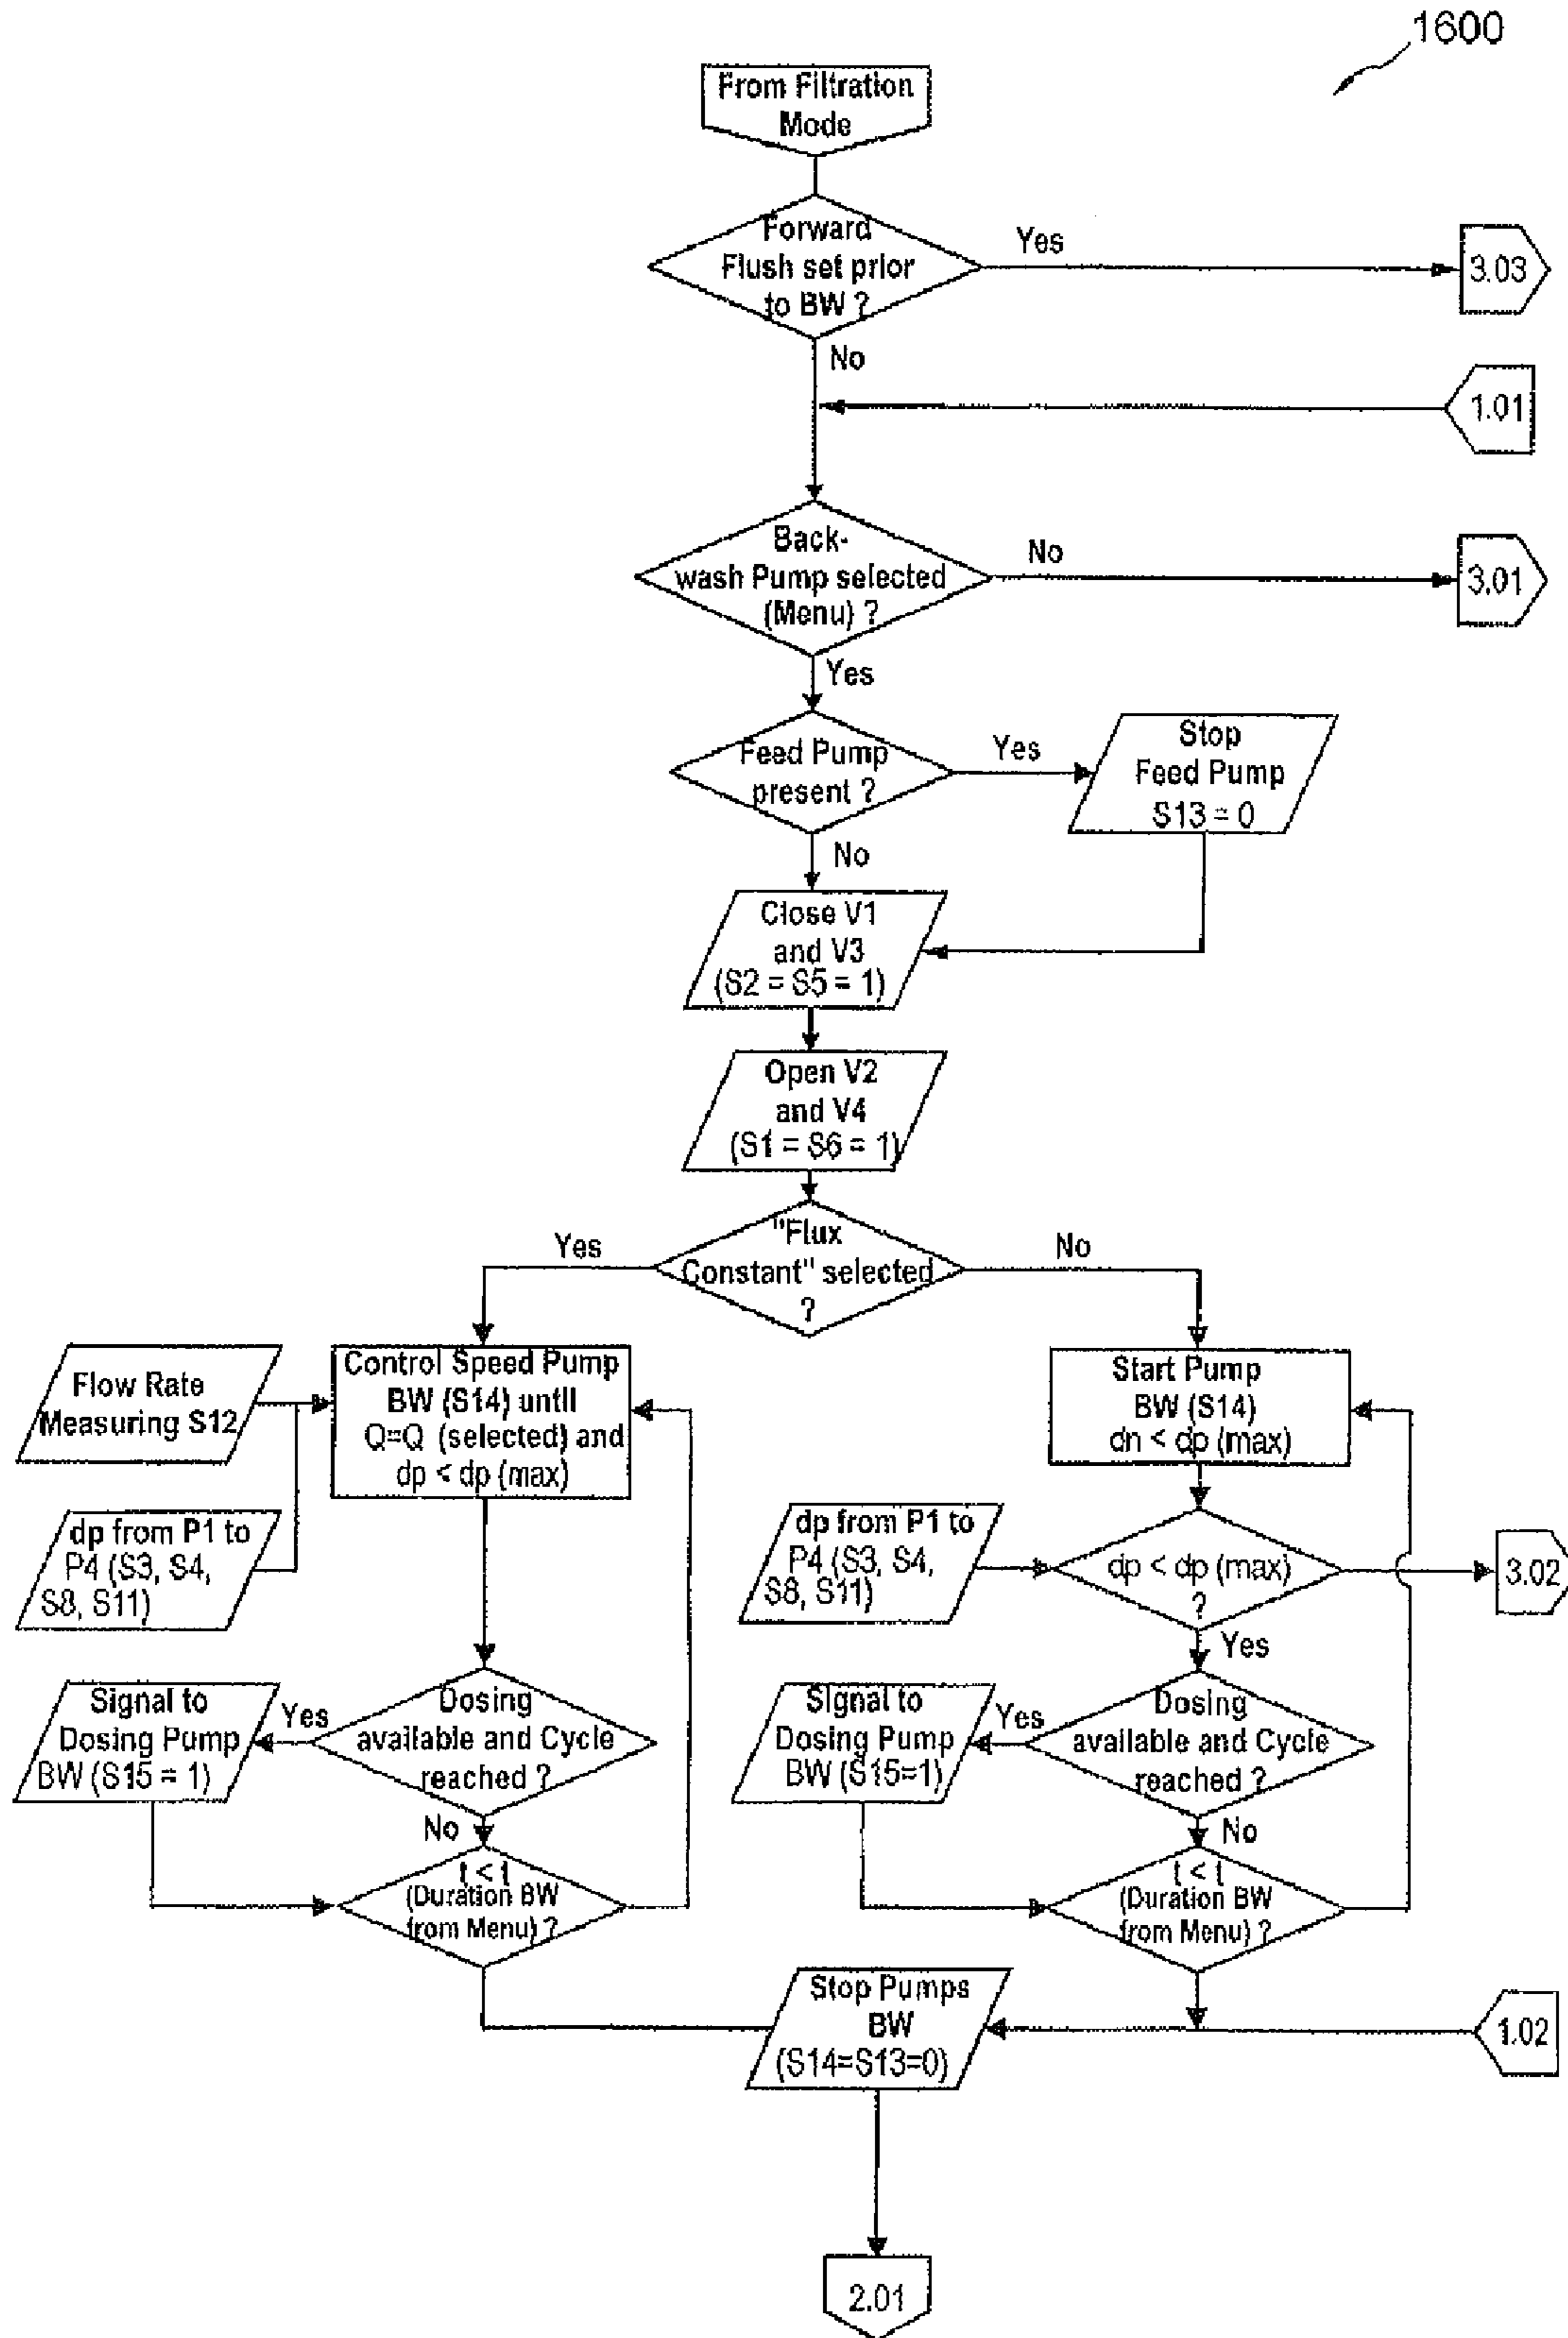 1600
From Filtration
Mode
Forward
Flush set prior
to BW ?
Yes
3.03
No
1.01
Back-
wash Pump selected
(Menu) ?
No
3.01
Yes
Feed Pump
present ?
Yes
Stop
Feed Pump
S13 = 0
No
Close V1
and V3
(S2 = S5 = 1)
Open V2
and V4
(S1 = S6 = 1)
"Flux
Constant" selected
?
Yes
No
Flow Rate
Measuring S12
Control Speed Pump
BW (S14) until
Q=Q (selected) and
dp < dp (max)
Start Pump
BW (S14)
dn < dp (max)
dp from P1 to
P4 (S3, S4,
S8, S11)
dp from P1 to
P4 (S3, S4,
S8, S11)
dp < dp (max)
?
3.02
Yes
Signal to
Dosing Pump
BW (S15 = 1)
Yes
Dosing
available and Cycle
reached ?
Signal to
Dosing Pump
BW (S15=1)
Yes
Dosing
available and Cycle
reached ?
No
No
t < t
(Duration BW
from Menu) ?
t < t
(Duration BW
from Menu) ?
Stop Pumps
BW
(S14=S13=0)
1.02
2.01